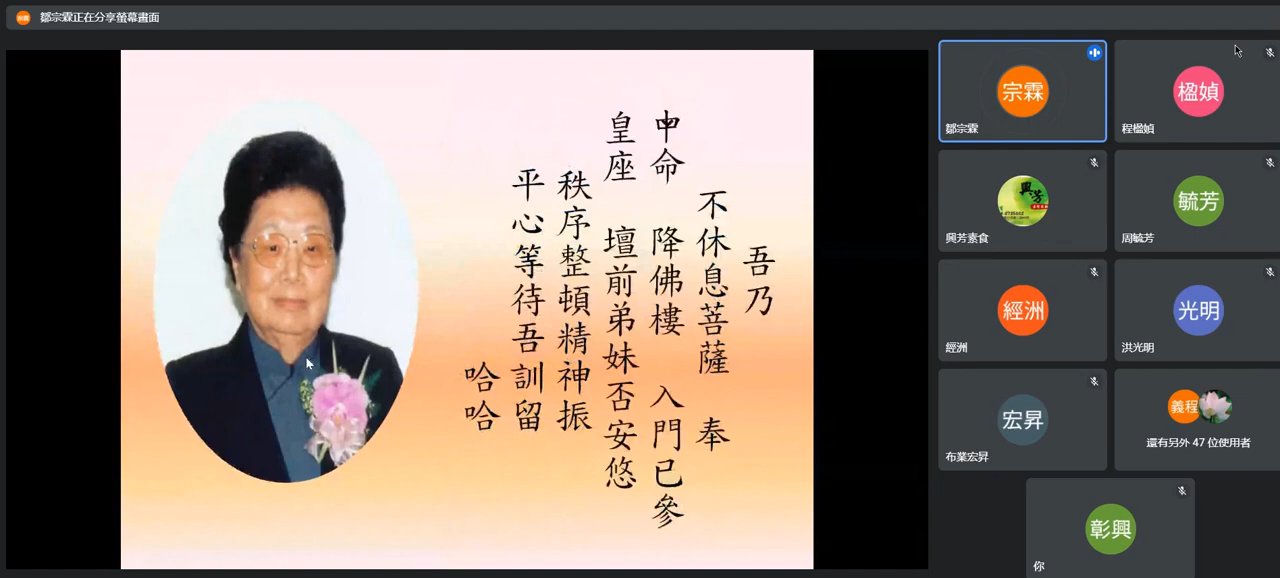 宗霖
鄒宗霖正在分享螢幕畫面
吾乃
不休息菩薩 奉
申命 降佛樓 入門已參
皇座 壇前弟妹否安悠
秩序整頓精神振
平心等待吾訓留
哈哈
宗霖
鄒宗霖
楹媜
程楹媜
興芳
興芳素食
毓芳
周毓芳
經洲
經洲
光明
洪光明
宏昇
布業宏昇
義程
還有另外 47 位使用者
彰興
你